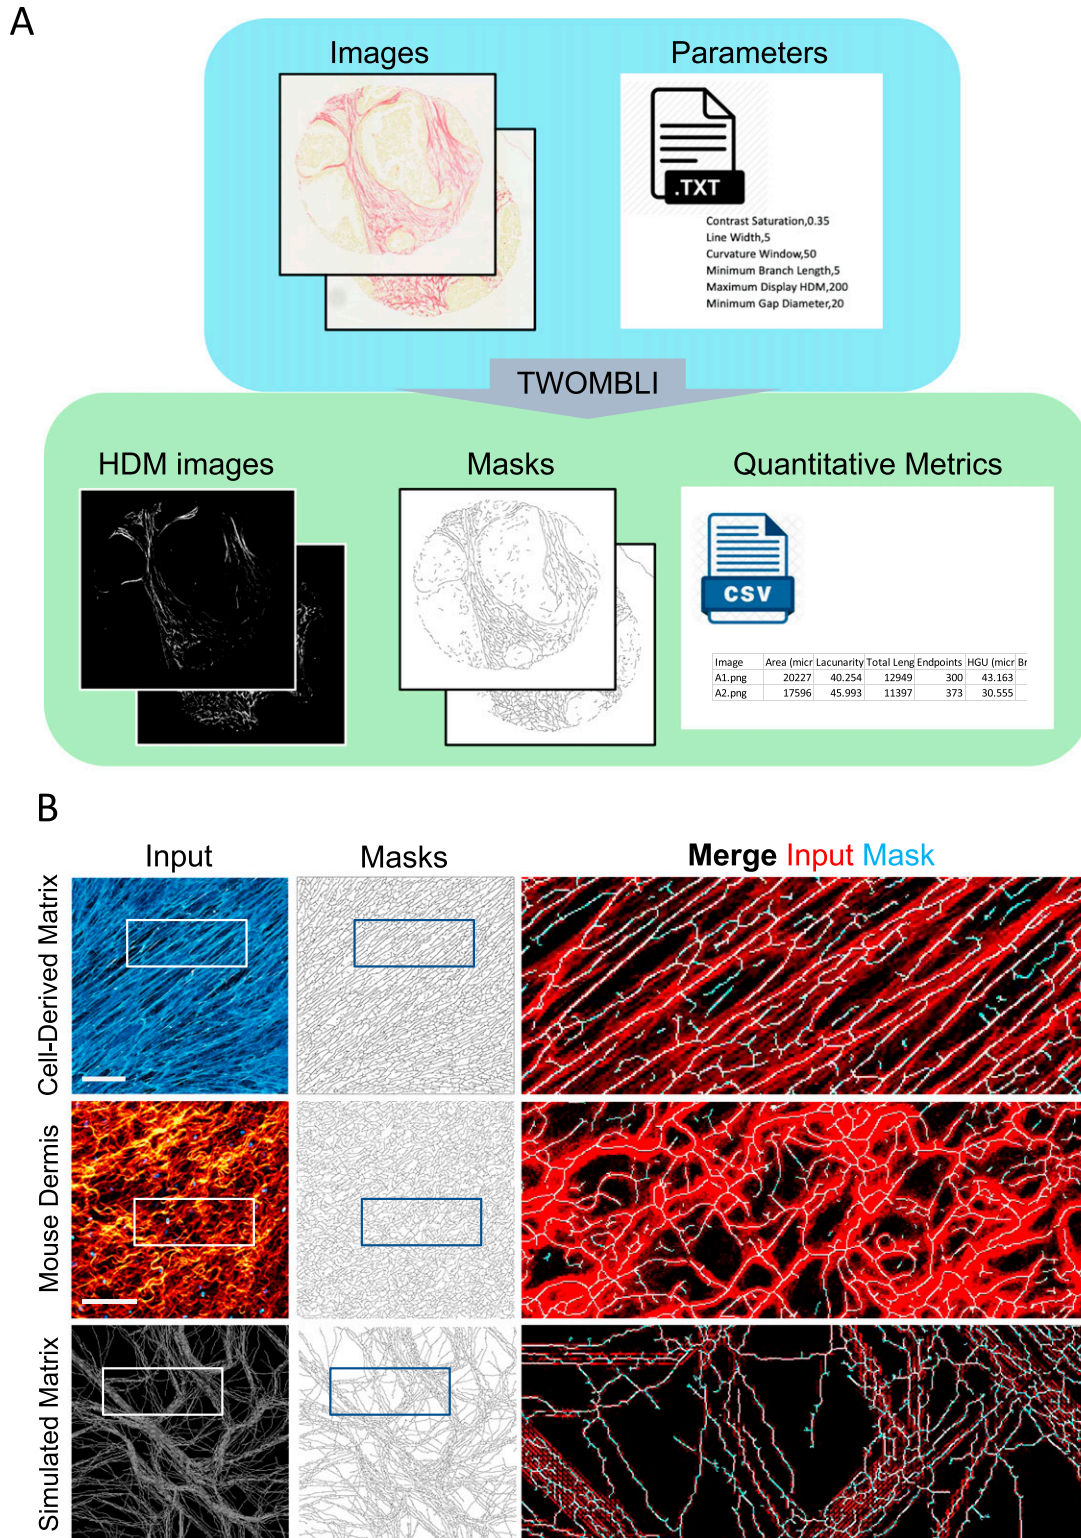 A
Images
Parameters
.TXT
Contrast Saturation,0.35
Line Width,5
Curvature Window,50
Minimum Branch Length,5
Maximum Display HDM,200
Minimum Gap Diameter,20
TWOMBLI
HDM images
Masks
Quantitative Metrics
CSV
Image Area (micr Lacunarity Total Leng Endpoints HGU (micr Br
A1.png 20227 40.254 12949 300 43.163
A2.png 17596 45.993 11397 373 30.555
B
Input
Masks
Merge Input Mask
Cell-Derived Matrix
Mouse Dermis
Simulated Matrix